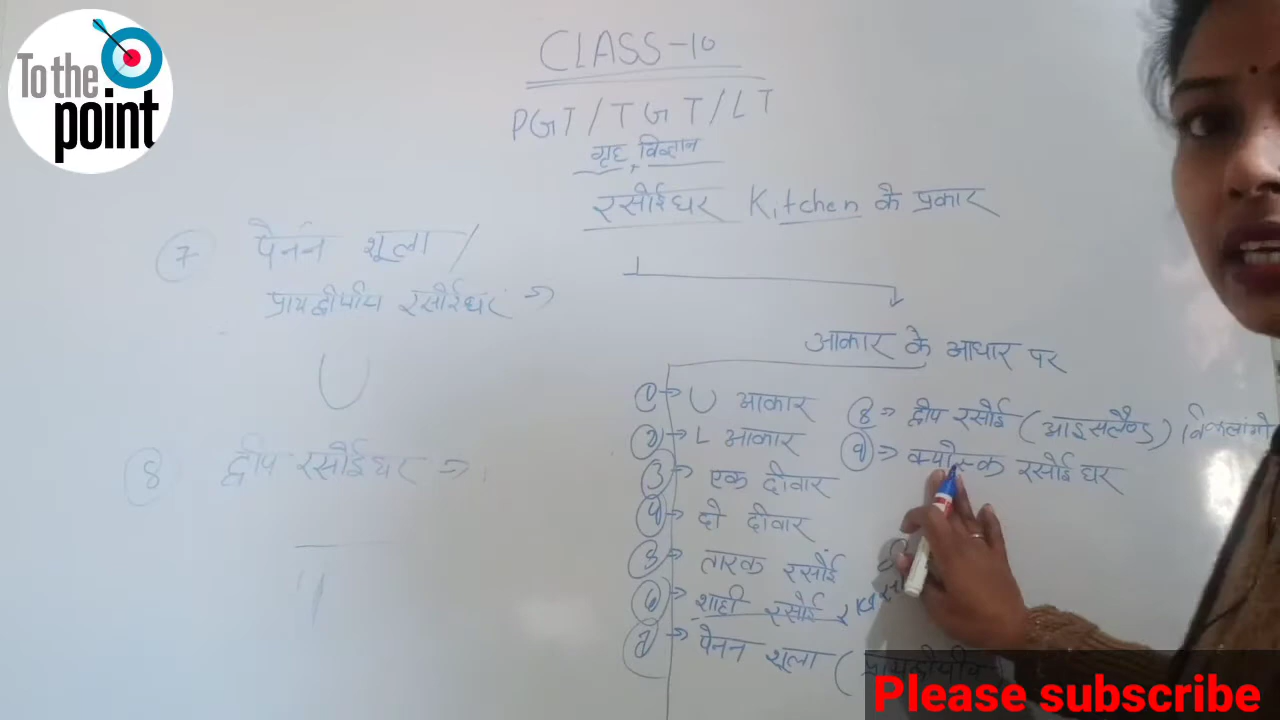 To the
point
CLASS-10
PGT / TGT / LT
गृह विज्ञान
रसोईघर Kitchen के प्रकार
7 पैनन शूला /
प्रायद्वीपीय रसोईघर ⇒
U
8 द्वीप रसोईघर ⇒
आकार के आधार पर
1 → U आकार
2 → L आकार
3 → एक दीवार
4 → दो दीवार
तारक रसोई
6 → शाही रसोई
7 → पैनन शूला (
8 ⇒ द्वीप रसोई (आइसलैण्ड) विकलांगो
9 ⇒ क्योस्क रसोई घर
Please subscribe